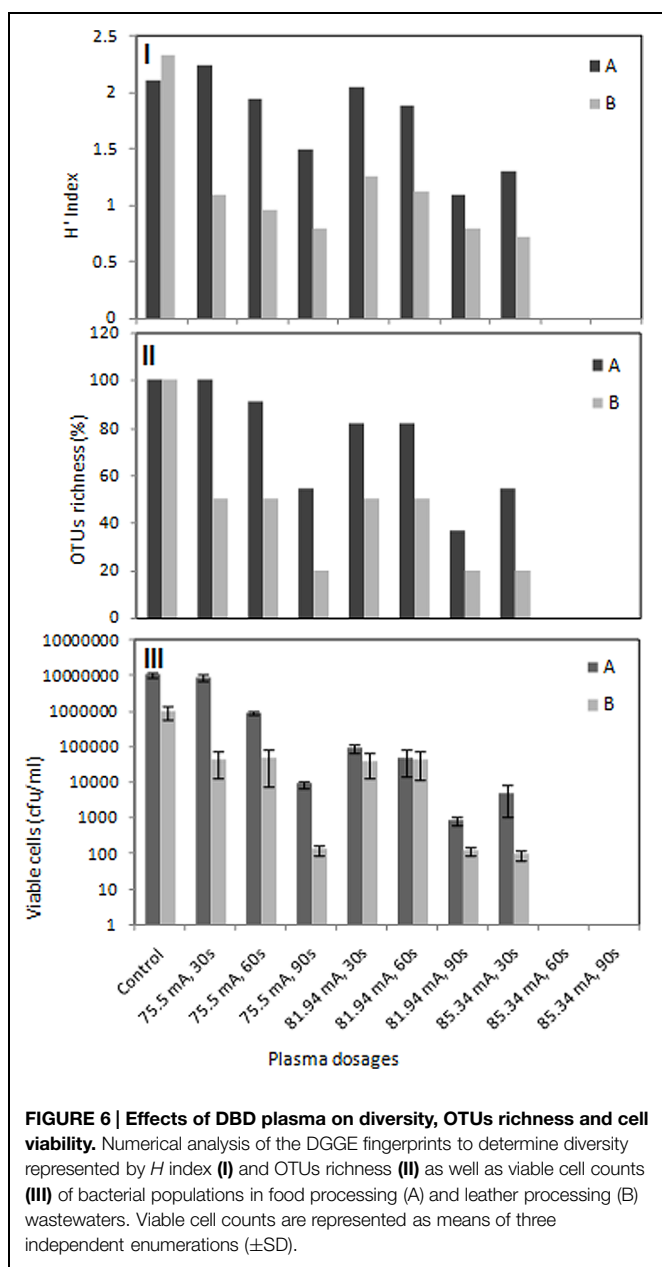 I
2.5
2
1.5
1
0.5
0
H' Index
A
B
II
120
100
80
60
40
20
0
OTUs richness (%)
A
B
III
10000000
10000000
1000000
100000
10000
1000
100
10
1
Viable cells (cfu/ml)
A
B
Control
75.5 mA, 30s
75.5 mA, 60s
75.5 mA, 90s
81.94 mA, 30s
81.94 mA, 60s
81.94 mA, 90s
85.34 mA, 30s
85.34 mA, 60s
85.34 mA, 90s
Plasma dosages
FIGURE 6 | Effects of DBD plasma on diversity, OTUs richness and cell
viability. Numerical analysis of the DGGE fingerprints to determine diversity
represented by H index (I) and OTUs richness (II) as well as viable cell counts
(III) of bacterial populations in food processing (A) and leather processing (B)
wastewaters. Viable cell counts are represented as means of three
independent enumerations (±SD).